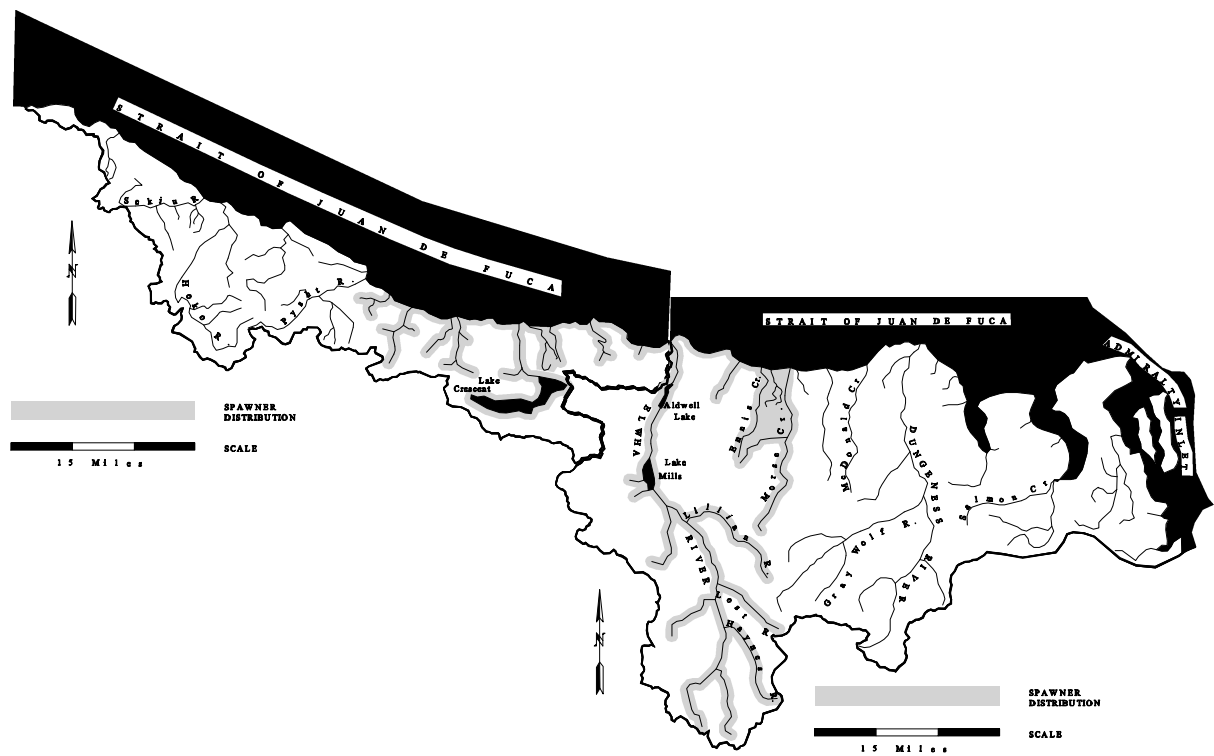 STRAIT OF JUAN DE FUCA
STRAIT OF JUAN DE FUCA
ADMIRALTY INLET
Sekiu R.
N
Hoko R.
Pysht R.
Lake
Crescent
SPAWNER
DISTRIBUTION
SCALE
15 Miles
ELWHA
Aldwell
Lake
Lake
Mills
Ennis Cr.
Morse Cr.
McDonald Cr.
DUNGENESS
RIVER
Salmon Cr.
Gray Wolf R.
Lillian R.
RIVER
Lost R.
Hayes R.
N
SPAWNER
DISTRIBUTION
SCALE
15 Miles